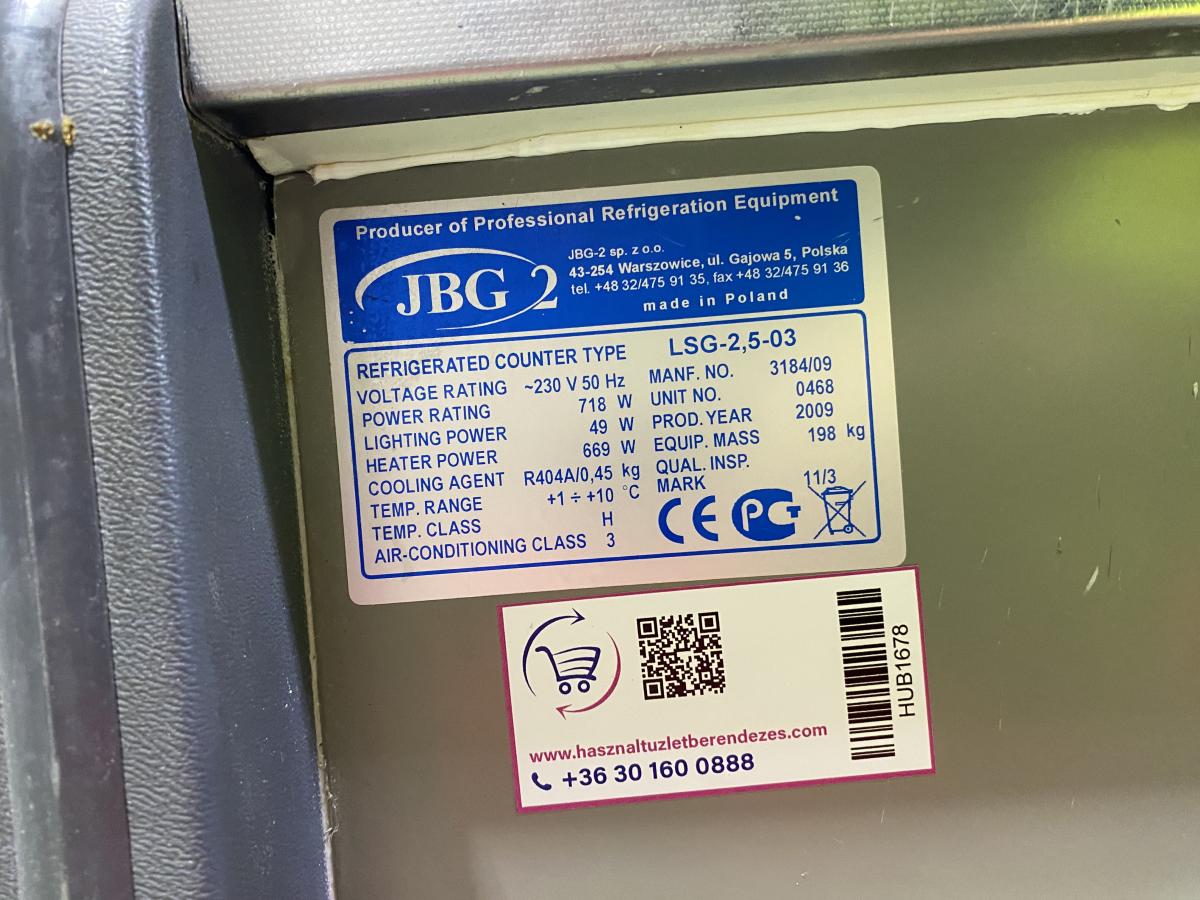 Producer of Professional Refrigeration Equipment
JBG 2
JBG-2 sp. z o.o.
43-254 Warszowice, ul. Gajowa 5, Polska
tel. +48 32/475 91 35, fax +48 32/475 91 36
made in Poland
REFRIGERATED COUNTER TYPE LSG-2,5-03
VOLTAGE RATING ~230 V 50 Hz
POWER RATING 718 W
LIGHTING POWER 49 W
HEATER POWER 669 W
COOLING AGENT R404A/0,45 kg
TEMP. RANGE +1 ÷ +10 °C
TEMP. CLASS H
AIR-CONDITIONING CLASS 3
MANF. NO. 3184/09
UNIT NO. 0468
PROD. YEAR 2009
EQUIP. MASS 198 kg
QUAL. INSP.
MARK 11/3
CE PCT
www.hasznaltuzletberendezes.com
+36 30 160 0888
HUB1678